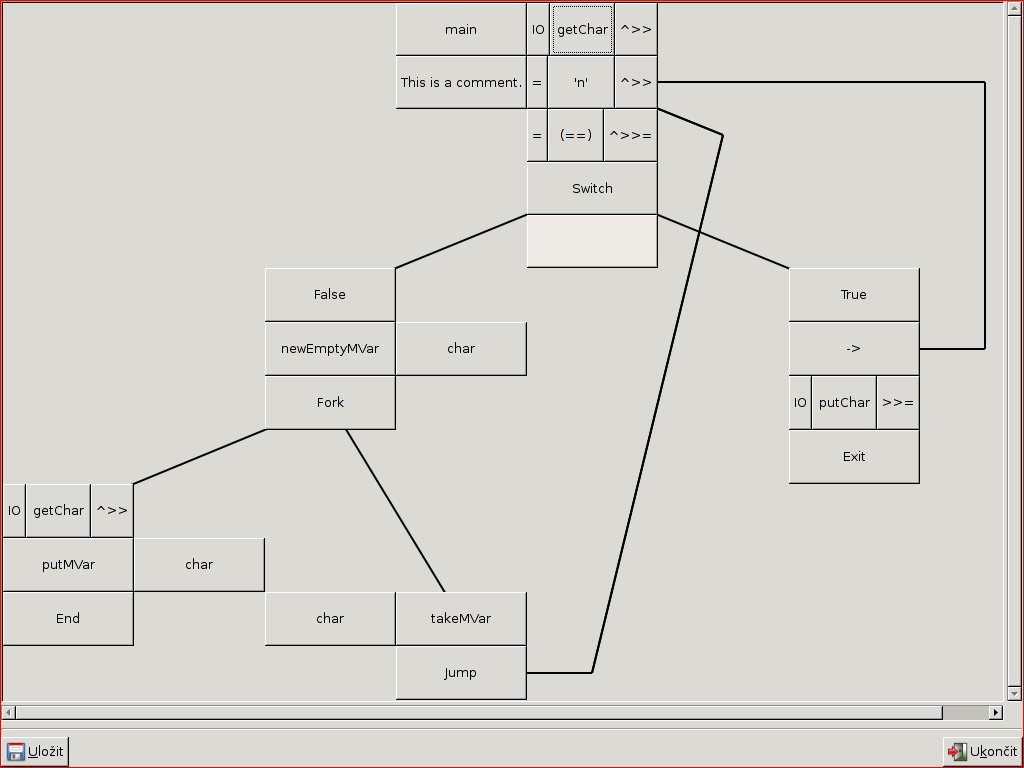 main IO getChar ^>>
This is a comment. = 'n' ^>>
= (==) ^>>=
Switch
False
True
newEmptyMVar char
->
Fork
IO putChar >>=
Exit
IO getChar ^>>
putMVar char
End
char takeMVar
Jump
Uložit
Ukončit